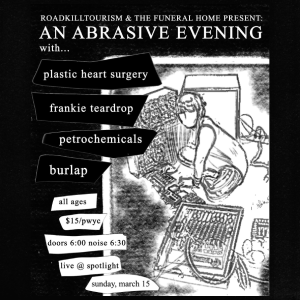 ROADKILLTOURISM & THE FUNERAL HOME PRESENT:
AN ABRASIVE EVENING
with...
plastic heart surgery
frankie teardrop
petrochemicals
burlap
all ages
$15/pwyc
doors 6:00 noise 6:30
live @ spotlight
sunday, march 15